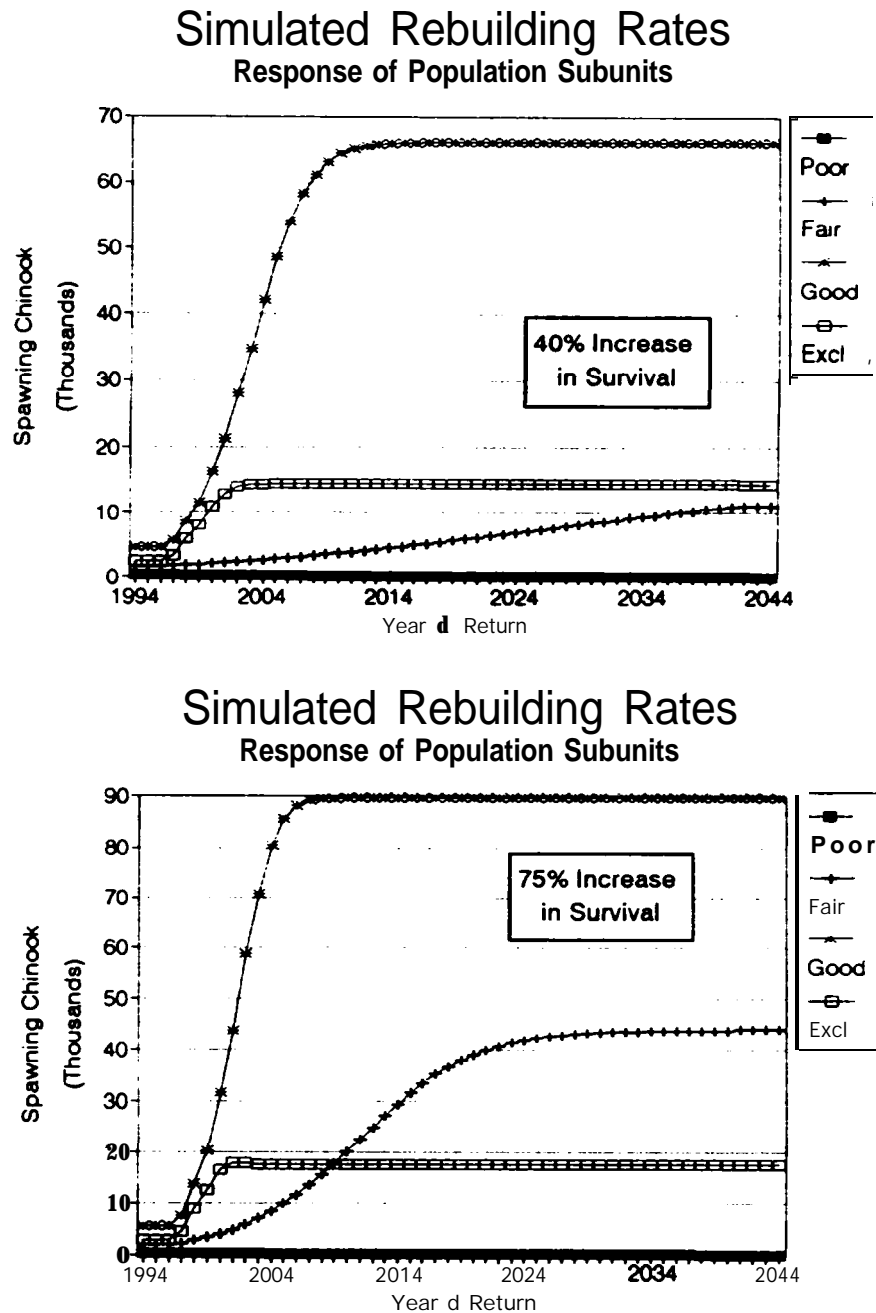 Simulated Rebuilding Rates
Response of Population Subunits
70
60
50
40
30
20
10
0
Spawning Chinook
(Thousands)
40% Increase
in Survival
Poor
Fair
Good
Excl
1994
2004
2014
2024
2034
2044
Year d Return
Simulated Rebuilding Rates
Response of Population Subunits
90
80
70
60
50
40
30
20
10
0
Spawning Chinook
(Thousands)
75% Increase
in Survival
Poor
Fair
Good
Excl
1994
2004
2014
2024
2034
2044
Year d Return